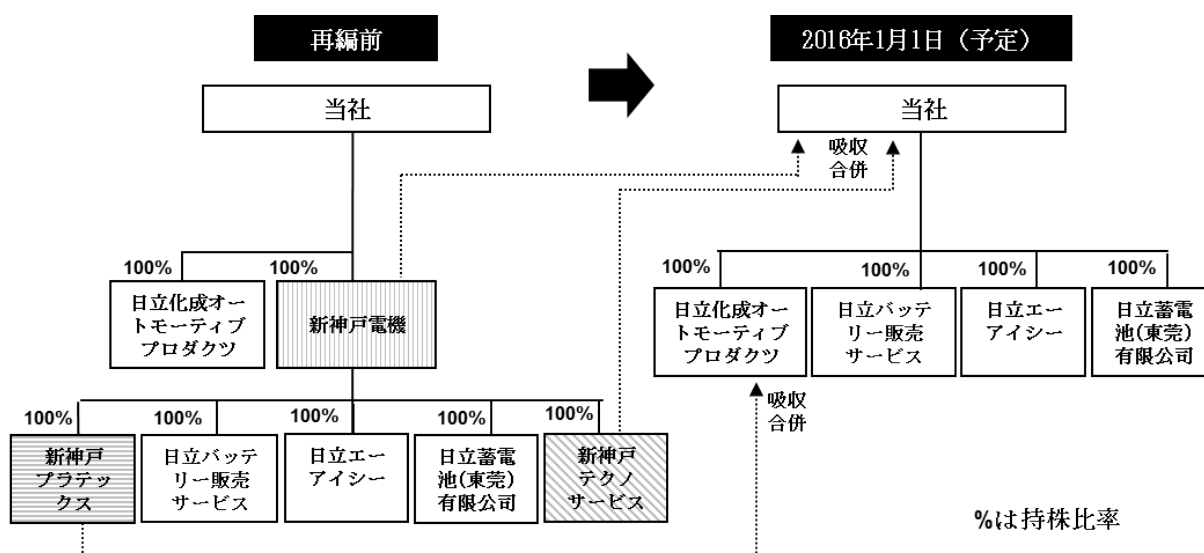 再編前
2016年1月1日（予定）
当社
当社
吸収
合併
100%
100%
日立化成オー
トモーティブ
プロダクツ
新神戸電機
100%
100%
100%
100%
日立化成オー
トモーティブ
プロダクツ
日立バッテ
リー販売
サービス
日立エー
アイシー
日立蓄電
池(東莞)
有限公司
100%
100%
100%
100%
100%
新神戸
プラテッ
クス
日立バッテ
リー販売
サービス
日立エー
アイシー
日立蓄電
池(東莞)
有限公司
新神戸
テクノ
サービス
吸収
合併
%は持株比率